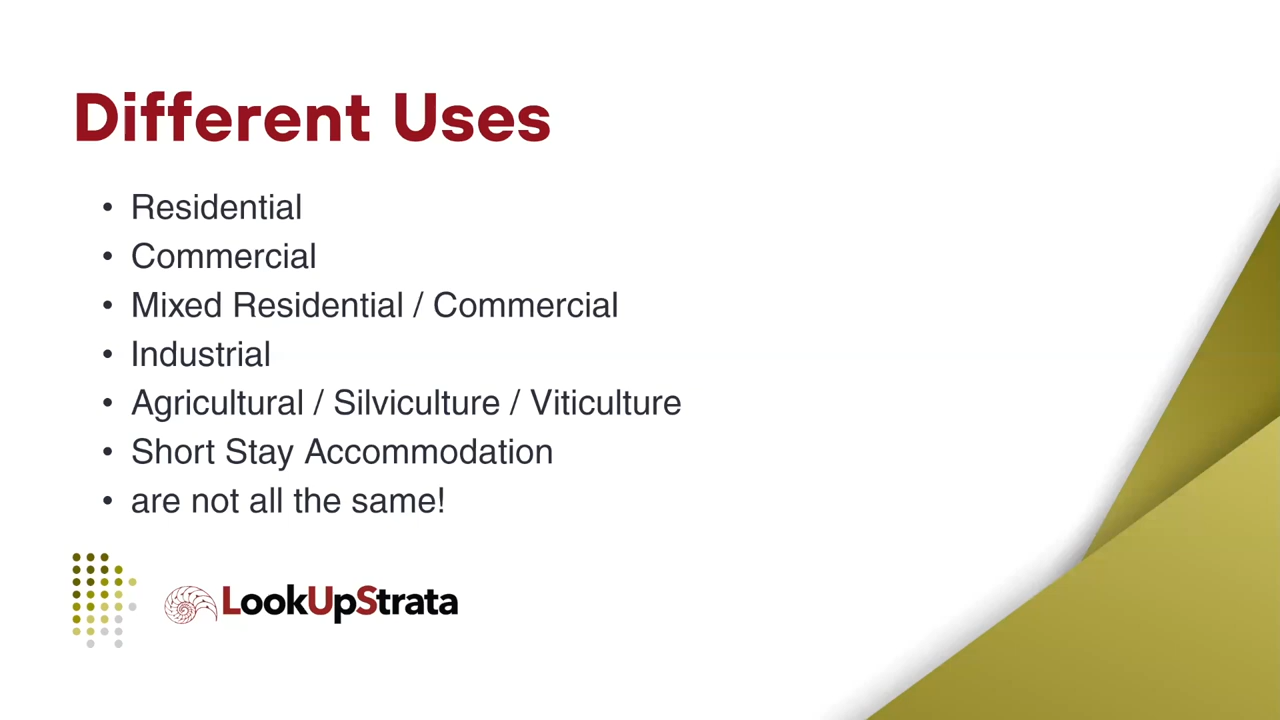 Different Uses
• Residential
• Commercial
• Mixed Residential / Commercial
• Industrial
• Agricultural / Silviculture / Viticulture
• Short Stay Accommodation
• are not all the same!
LookUpStrata